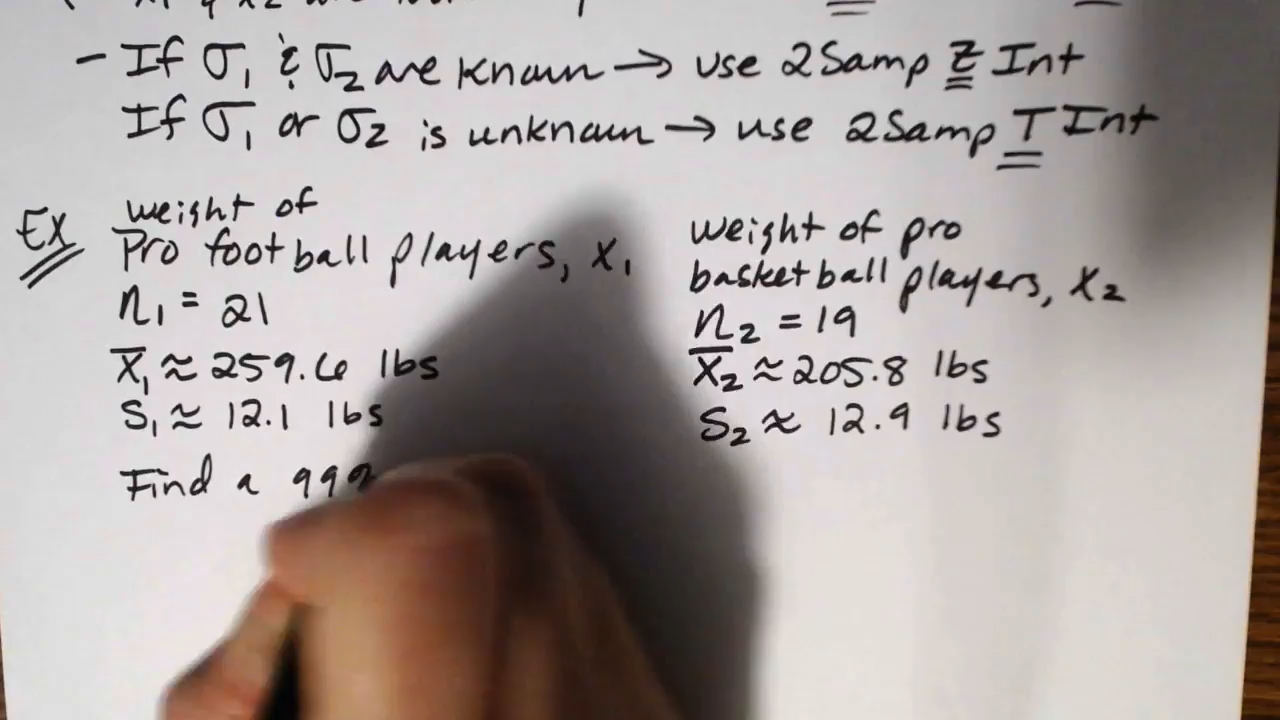 - If σ₁ & σ₂ are known → use 2Samp Z Int
If σ₁ or σ₂ is unknown → use 2Samp T Int
Ex
weight of
Pro football players, x₁
n₁ = 21
x̄₁ ≈ 259.6 lbs
s₁ ≈ 12.1 lbs
weight of pro
basketball players, x₂
n₂ = 19
x̄₂ ≈ 205.8 lbs
s₂ ≈ 12.9 lbs
Find a 99